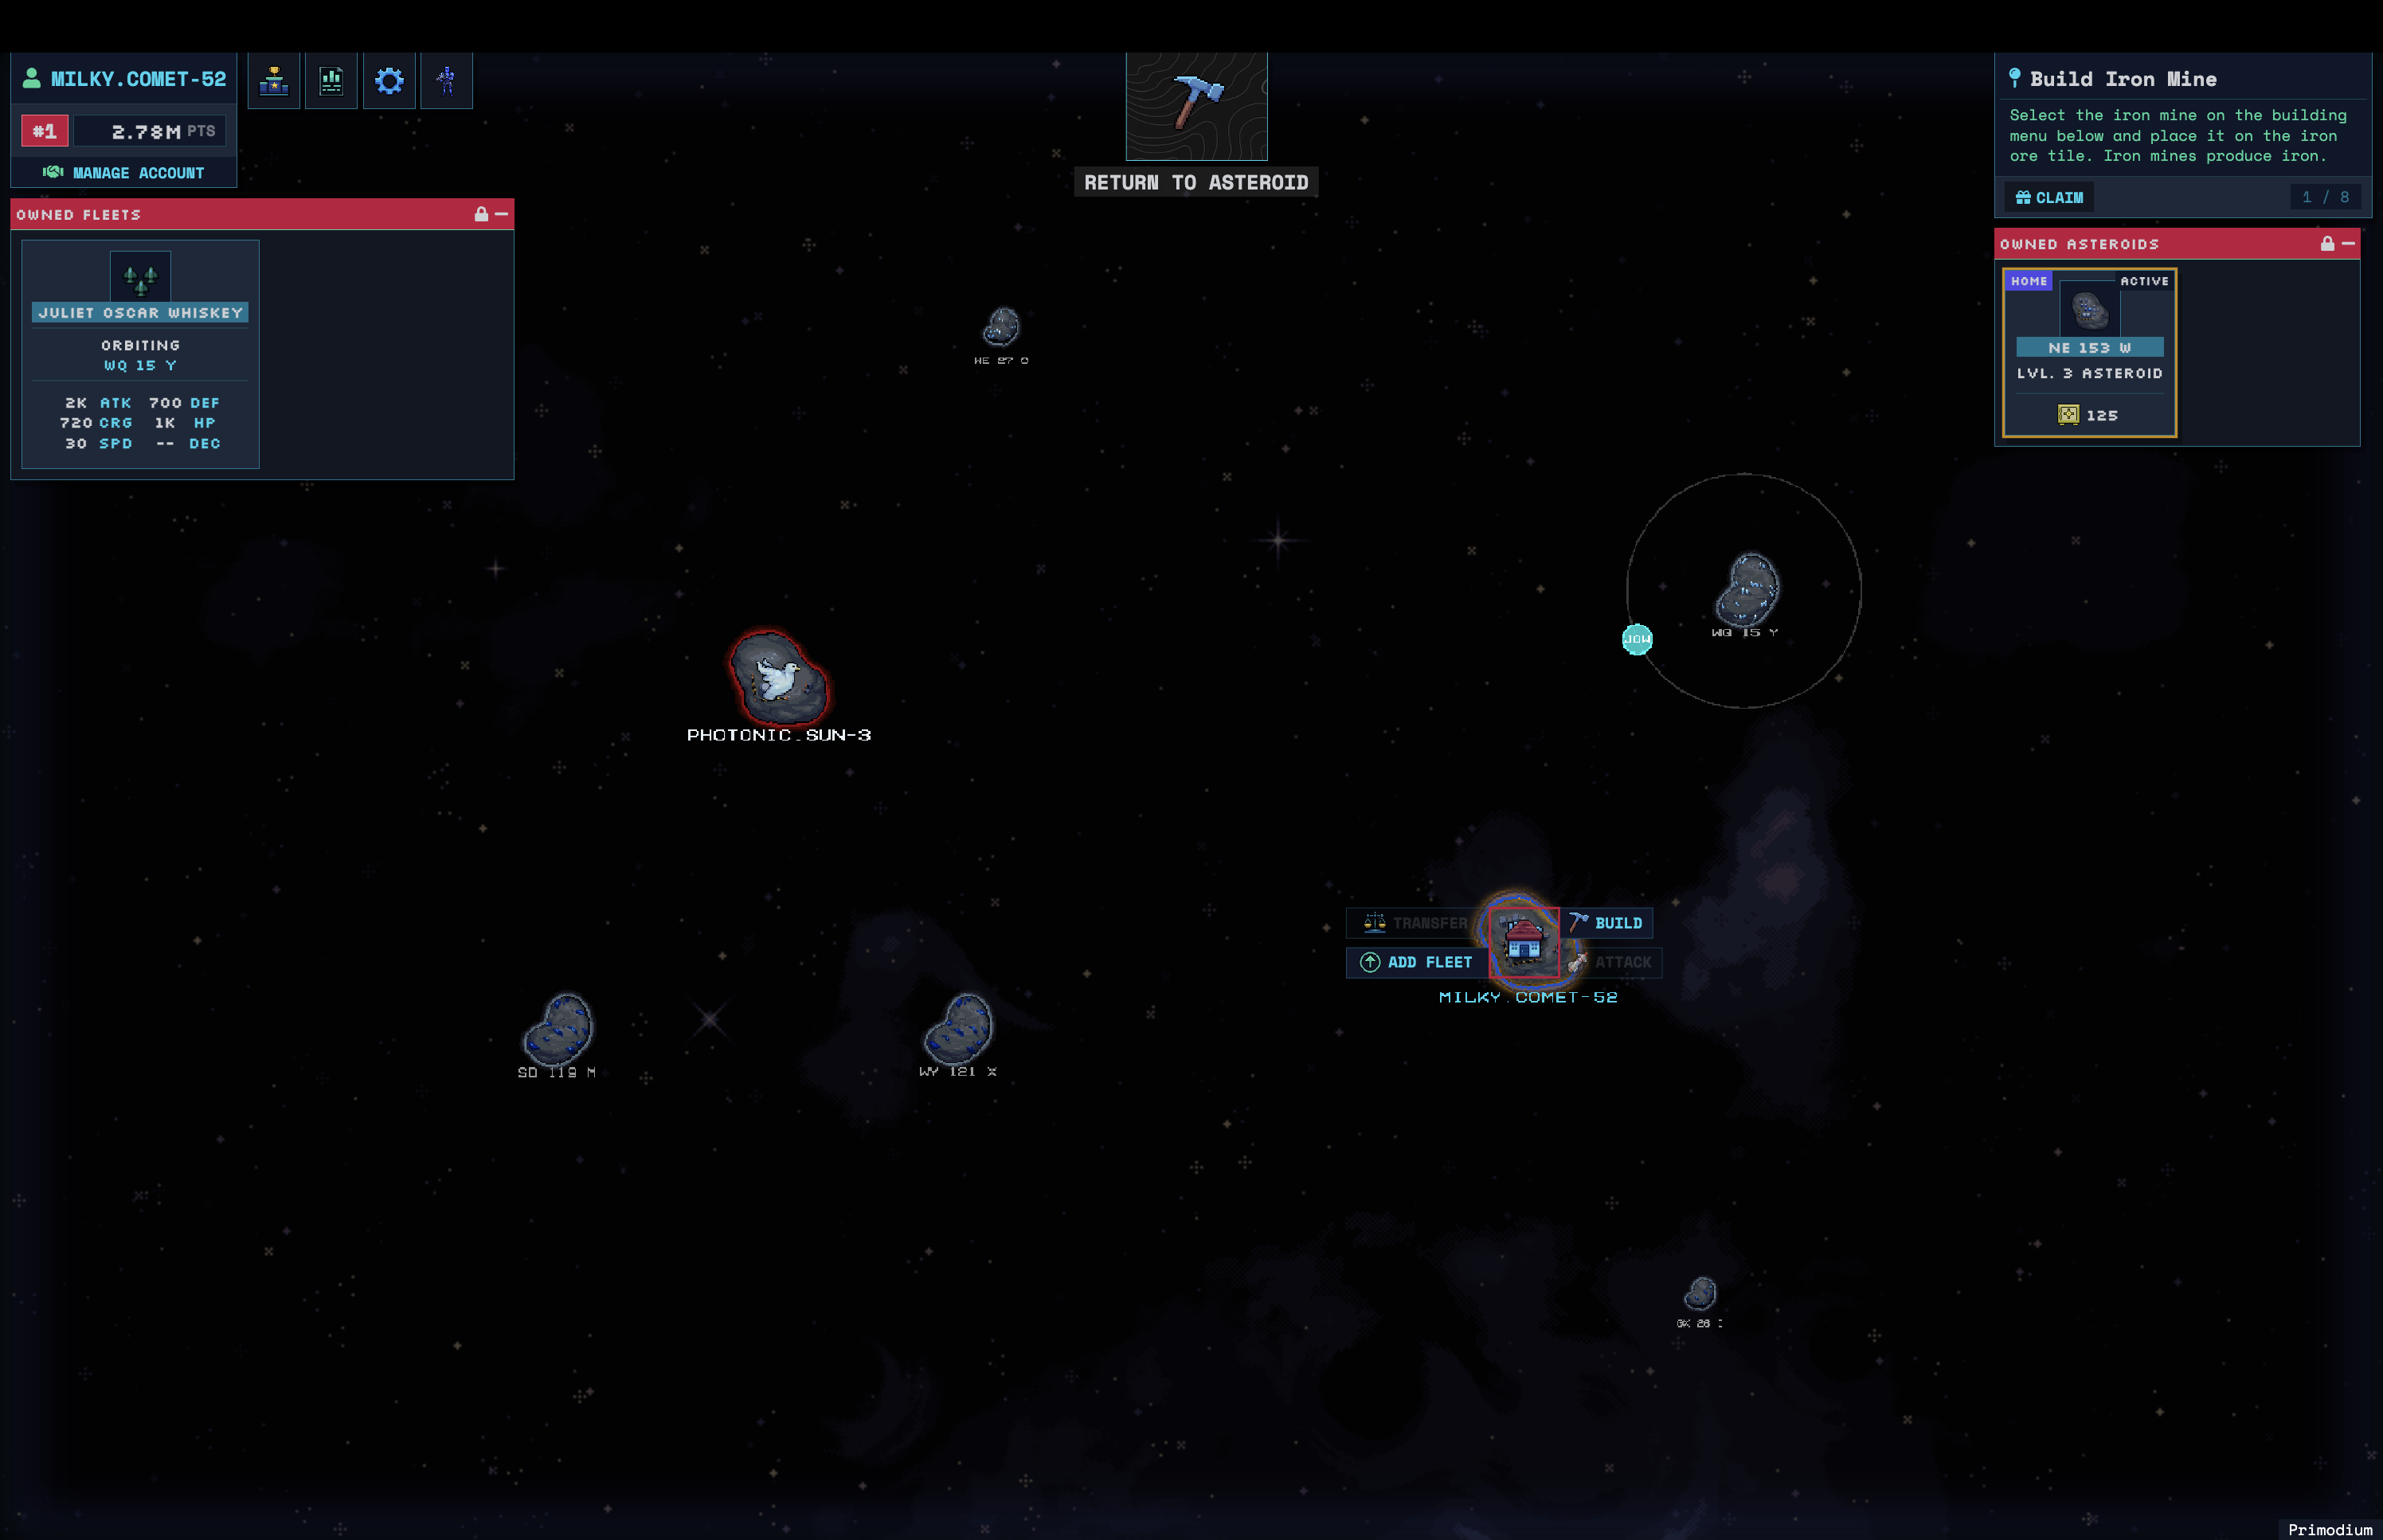 MILKY.COMET-52
#1 2.78M PTS
MANAGE ACCOUNT
OWNED FLEETS
JULIET OSCAR WHISKEY
ORBITING
WQ 15 Y
2K ATK 700 DEF
720 CRG 1K HP
30 SPD -- DEC
RETURN TO ASTEROID
Build Iron Mine
Select the iron mine on the building
menu below and place it on the iron
ore tile. Iron mines produce iron.
CLAIM 1 / 8
OWNED ASTEROIDS
HOME ACTIVE
NE 153 W
LVL. 3 ASTEROID
125
HE 27 O
WQ 15 Y
JOW
PHOTONIC.SUN-3
TRANSFER BUILD
ADD FLEET ATTACK
MILKY.COMET-52
SD 119 M
WY 121 X
26
Primodium